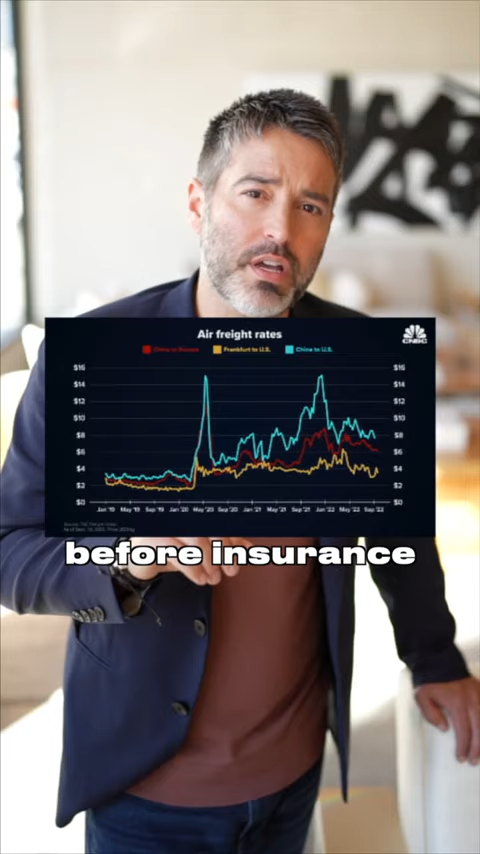 Air freight rates
CNBC
China to Europe Frankfurt to U.S. China to U.S.
$16 $16
$14 $14
$12 $12
$10 $10
$8 $8
$6 $6
$4 $4
$2 $2
$0 $0
Jan '19 May '19 Sep '19 Jan '20 May '20 Sep '20 Jan '21 May '21 Sep '21 Jan '22 May '22 Sep '22
before insurance